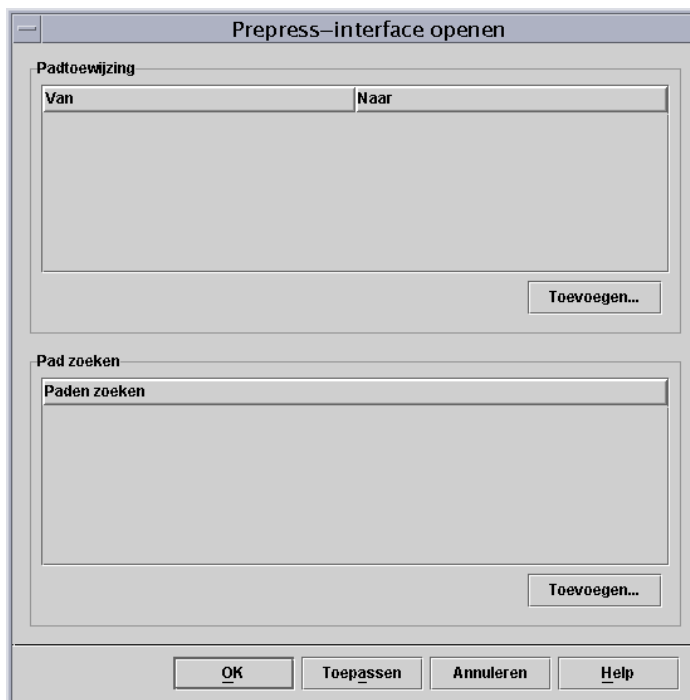 Prepress–interface openen
Padtoewijzing
Van Naar
Toevoegen...
Pad zoeken
Paden zoeken
Toevoegen...
OK Toepassen Annuleren Help